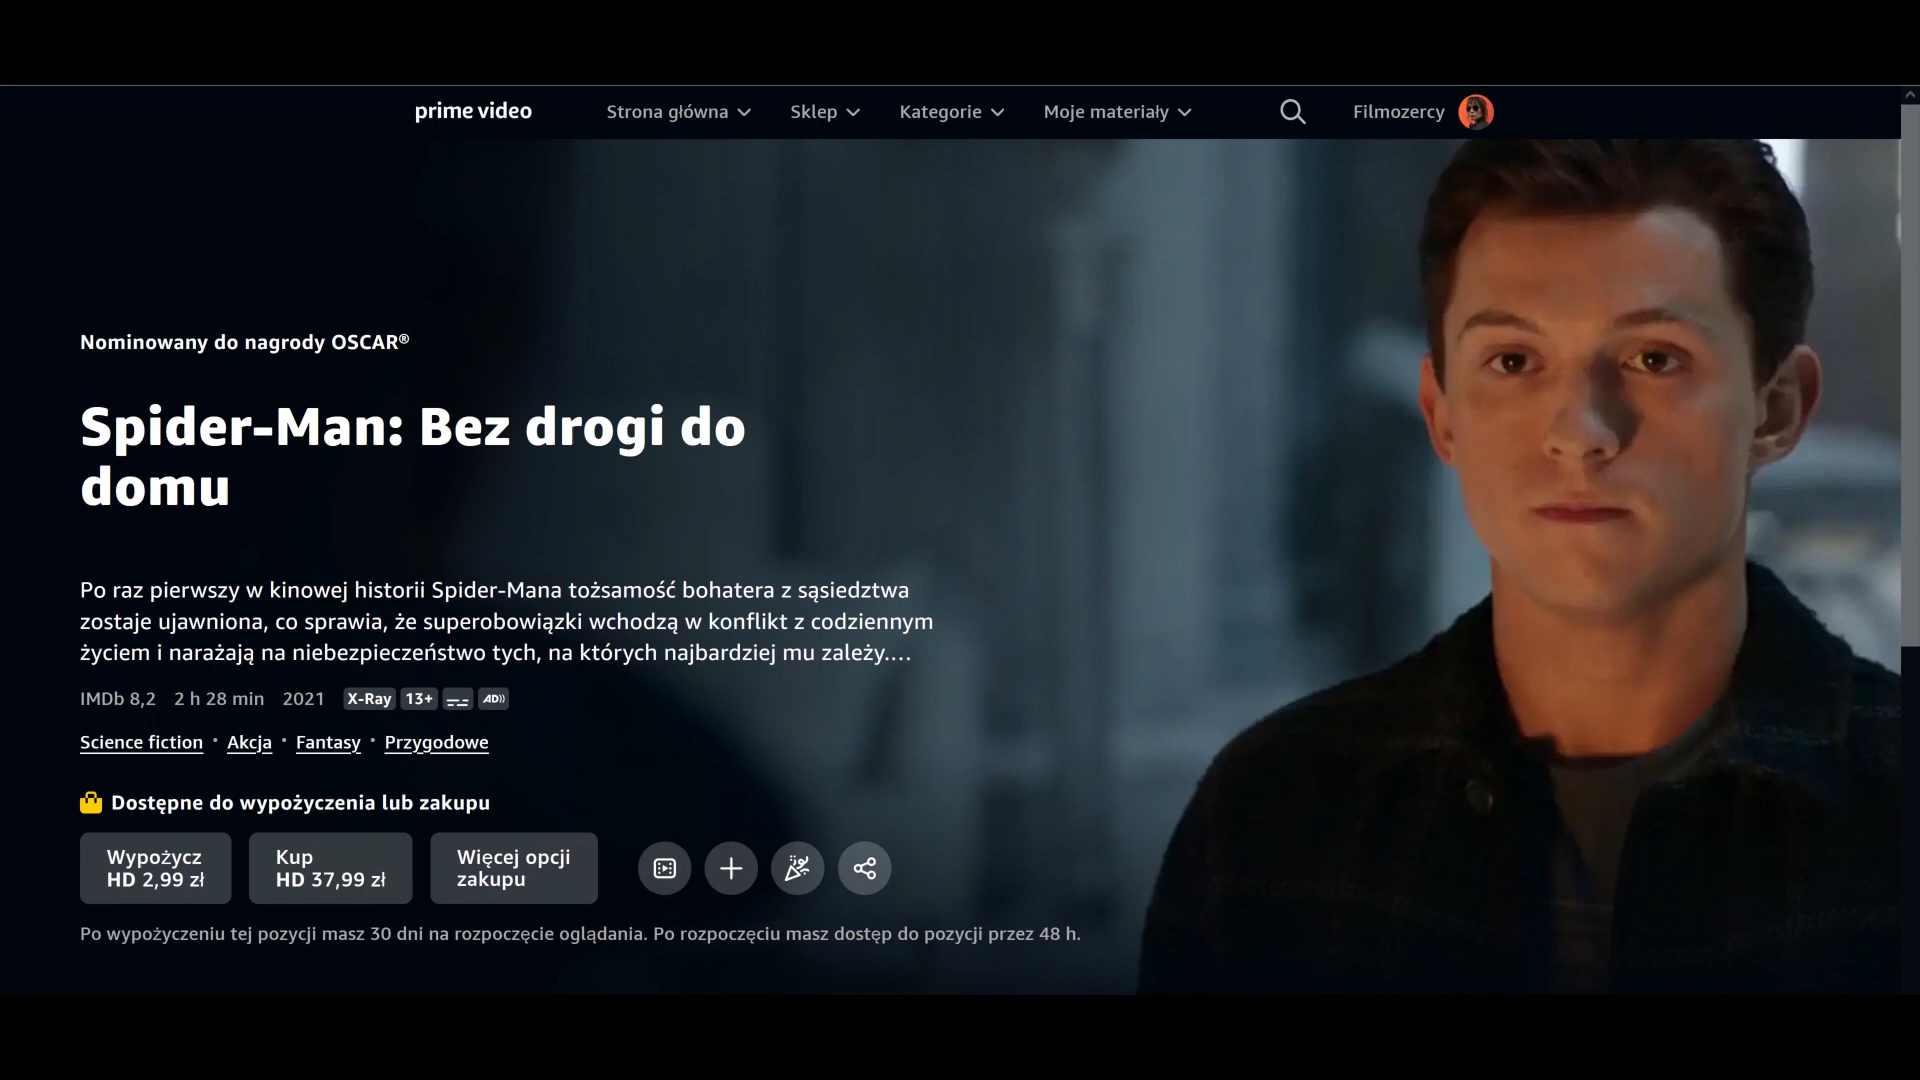 prime video
Strona główna
Sklep
Kategorie
Moje materiały
Filmozercy
Nominowany do nagrody OSCAR®
Spider-Man: Bez drogi do
domu
Po raz pierwszy w kinowej historii Spider-Mana tożsamość bohatera z sąsiedztwa
zostaje ujawniona, co sprawia, że superobowiązki wchodzą w konflikt z codziennym
życiem i narażają na niebezpieczeństwo tych, na których najbardziej mu zależy....
IMDb 8,2 2 h 28 min 2021 X-Ray 13+ AD))
Science fiction • Akcja • Fantasy • Przygodowe
Dostępne do wypożyczenia lub zakupu
Wypożycz
HD 2,99 zł
Kup
HD 37,99 zł
Więcej opcji
zakupu
Po wypożyczeniu tej pozycji masz 30 dni na rozpoczęcie oglądania. Po rozpoczęciu masz dostęp do pozycji przez 48 h.